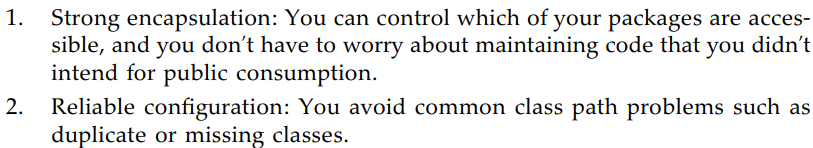 1. Strong encapsulation: You can control which of your packages are acces-
sible, and you don’t have to worry about maintaining code that you didn’t
intend for public consumption.
2. Reliable configuration: You avoid common class path problems such as
duplicate or missing classes.